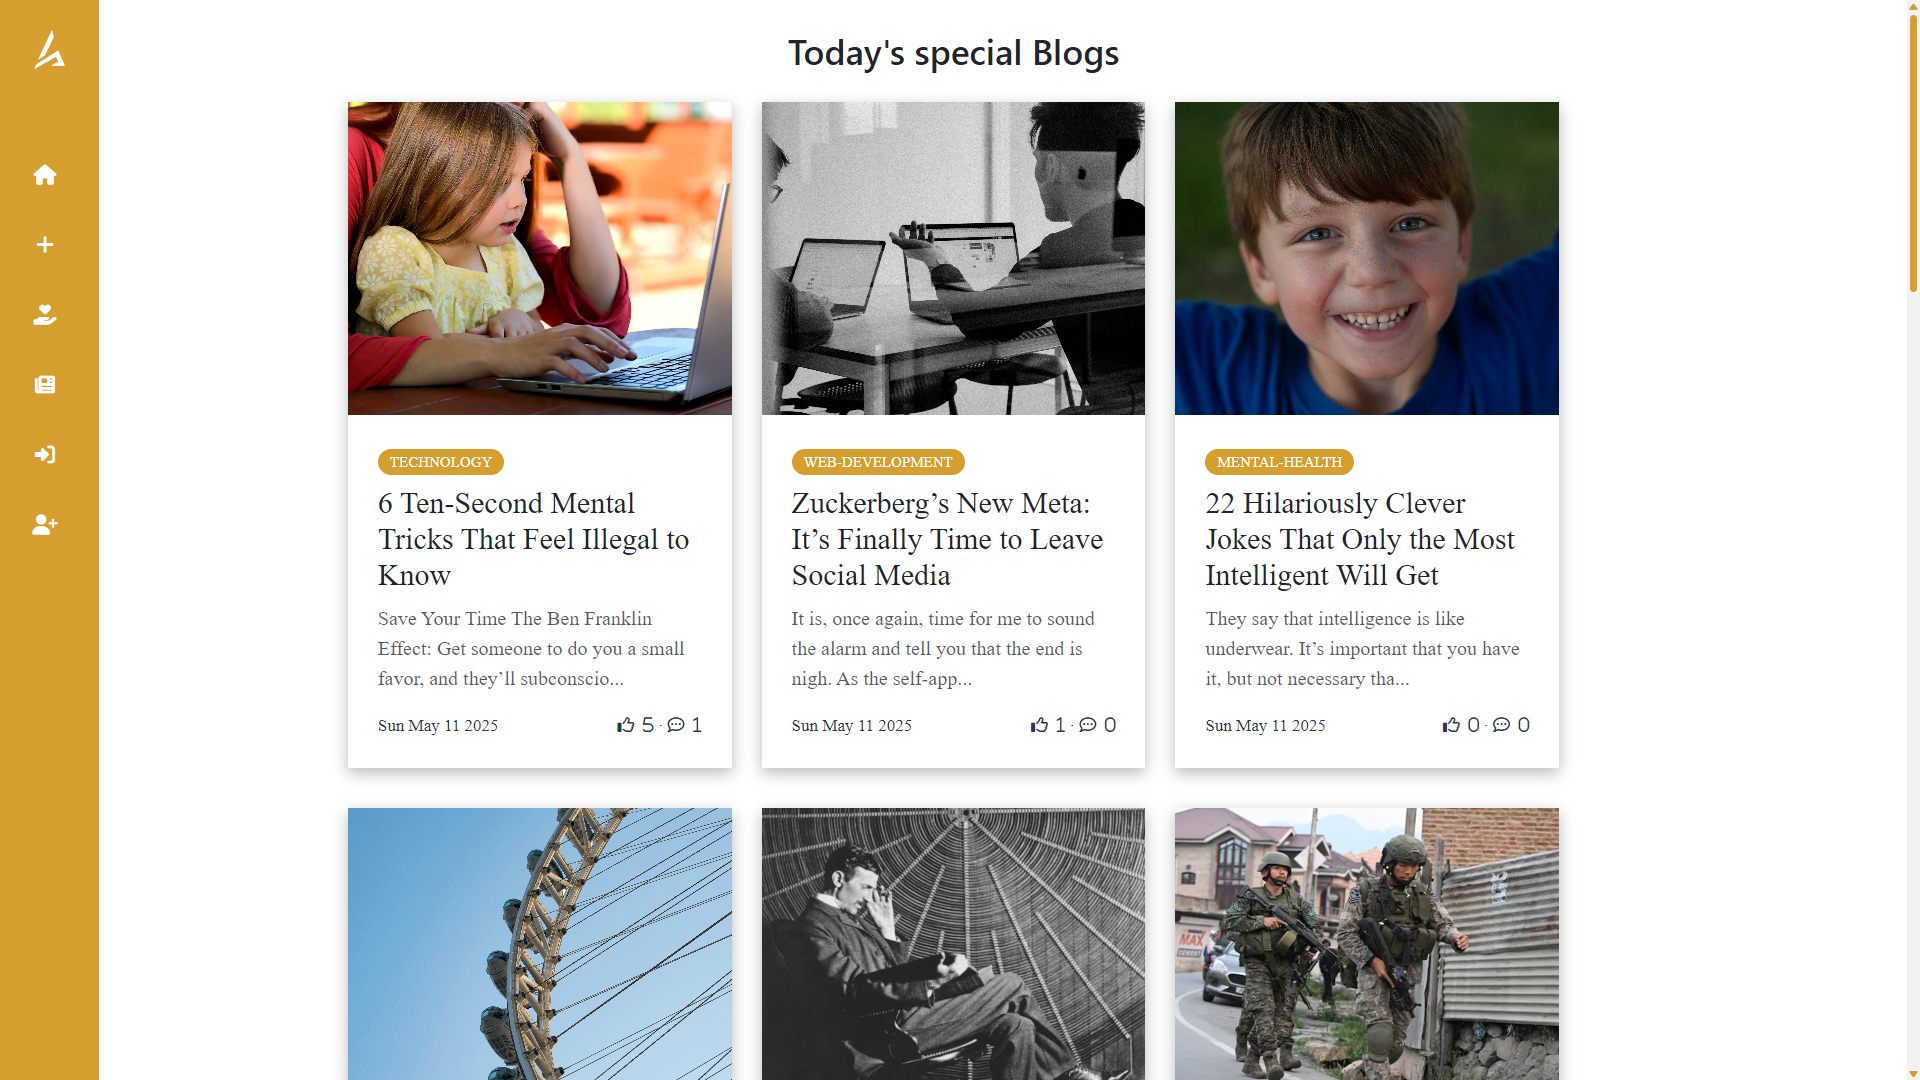 Today's special Blogs
TECHNOLOGY
6 Ten-Second Mental
Tricks That Feel Illegal to
Know
Save Your Time The Ben Franklin
Effect: Get someone to do you a small
favor, and they’ll subconscio...
Sun May 11 2025
5 · 1
WEB-DEVELOPMENT
Zuckerberg’s New Meta:
It’s Finally Time to Leave
Social Media
It is, once again, time for me to sound
the alarm and tell you that the end is
nigh. As the self-app...
Sun May 11 2025
1 · 0
MENTAL-HEALTH
22 Hilariously Clever
Jokes That Only the Most
Intelligent Will Get
They say that intelligence is like
underwear. It’s important that you have
it, but not necessary tha...
Sun May 11 2025
0 · 0
MAX
CEMENT